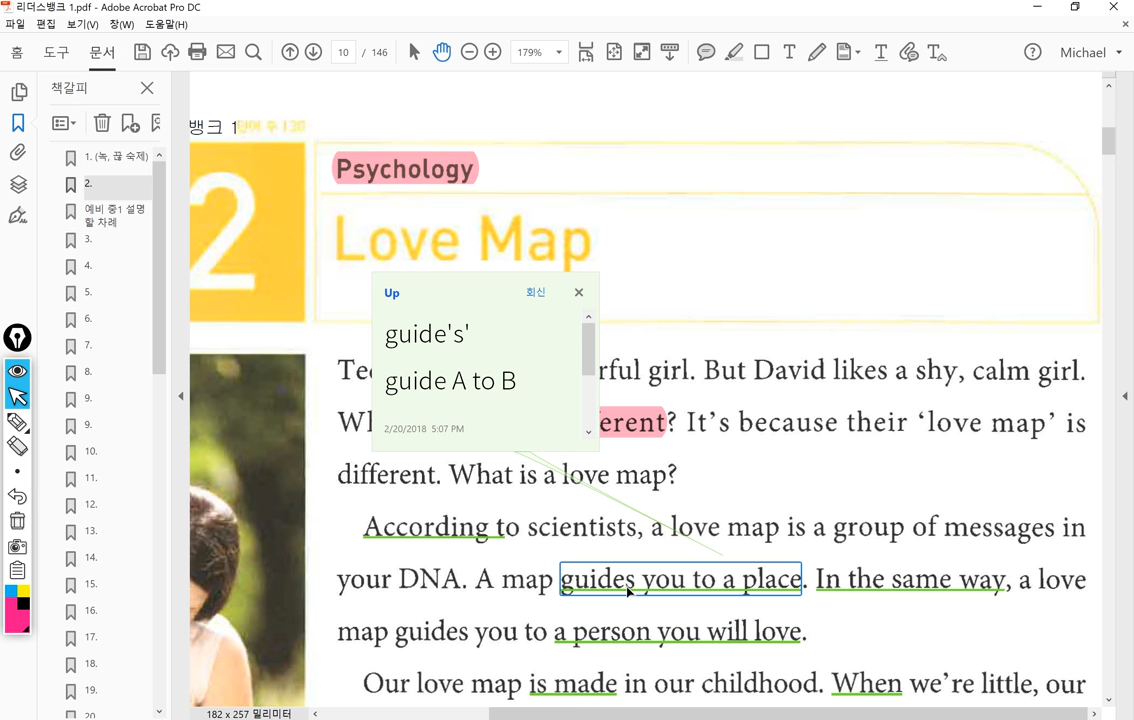 리더스뱅크 1.pdf - Adobe Acrobat Pro DC
파일 편집 보기(V) 창(W) 도움말(H)
홈 도구 문서 10 / 146 179% Michael
책갈피
1. (녹, 끊 숙제)
2.
예비 중1 설명
할 차례
3.
4.
5.
6.
7.
8.
9.
9.
10.
11.
12.
13.
14.
15.
16.
17.
18.
19.
20
뱅크 1
2
Psychology
Love Map
Up 회신
guide's'
guide A to B
2/20/2018 5:07 PM
Te rful girl. But David likes a shy, calm girl.
Wh erent? It's because their ‘love map’ is
different. What is a love map?
According to scientists, a love map is a group of messages in
your DNA. A map guides you to a place. In the same way, a love
map guides you to a person you will love.
Our love map is made in our childhood. When we’re little, our
182 x 257 밀리미터